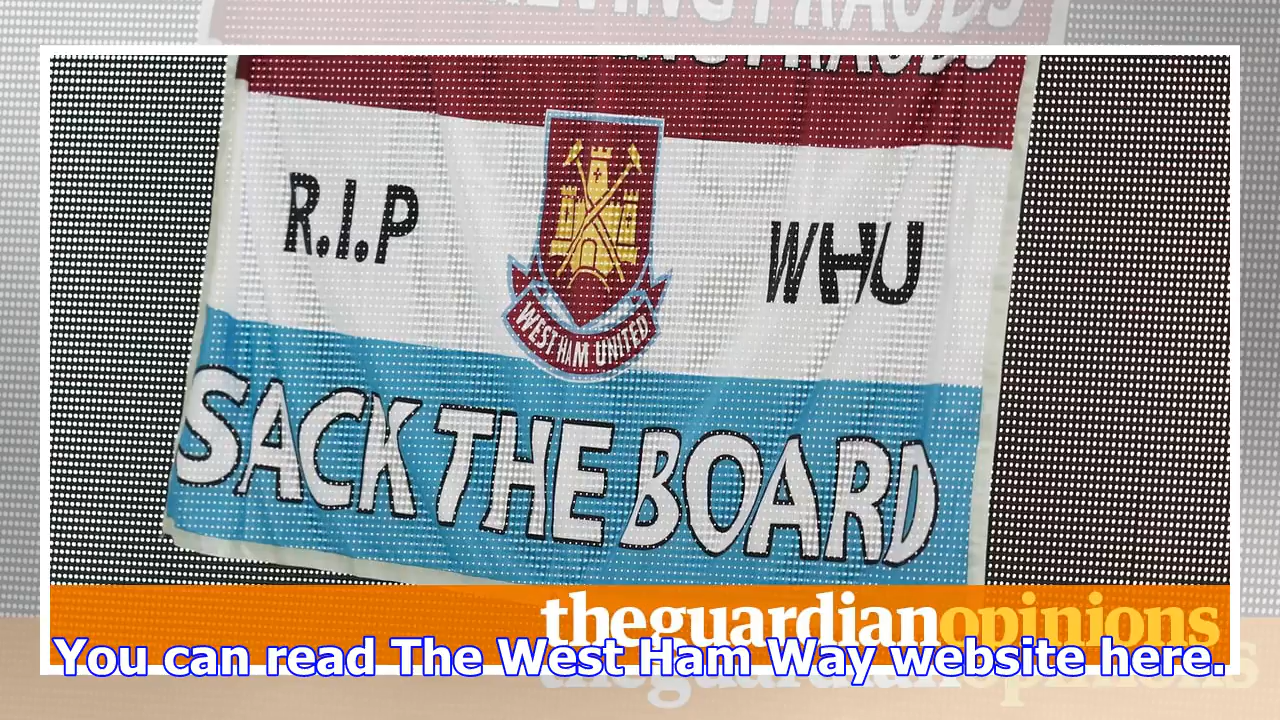 R.I.P
WHU
WEST HAM UNITED
SACK THE BOARD
theguardianopinions
You can read The West Ham Way website here.